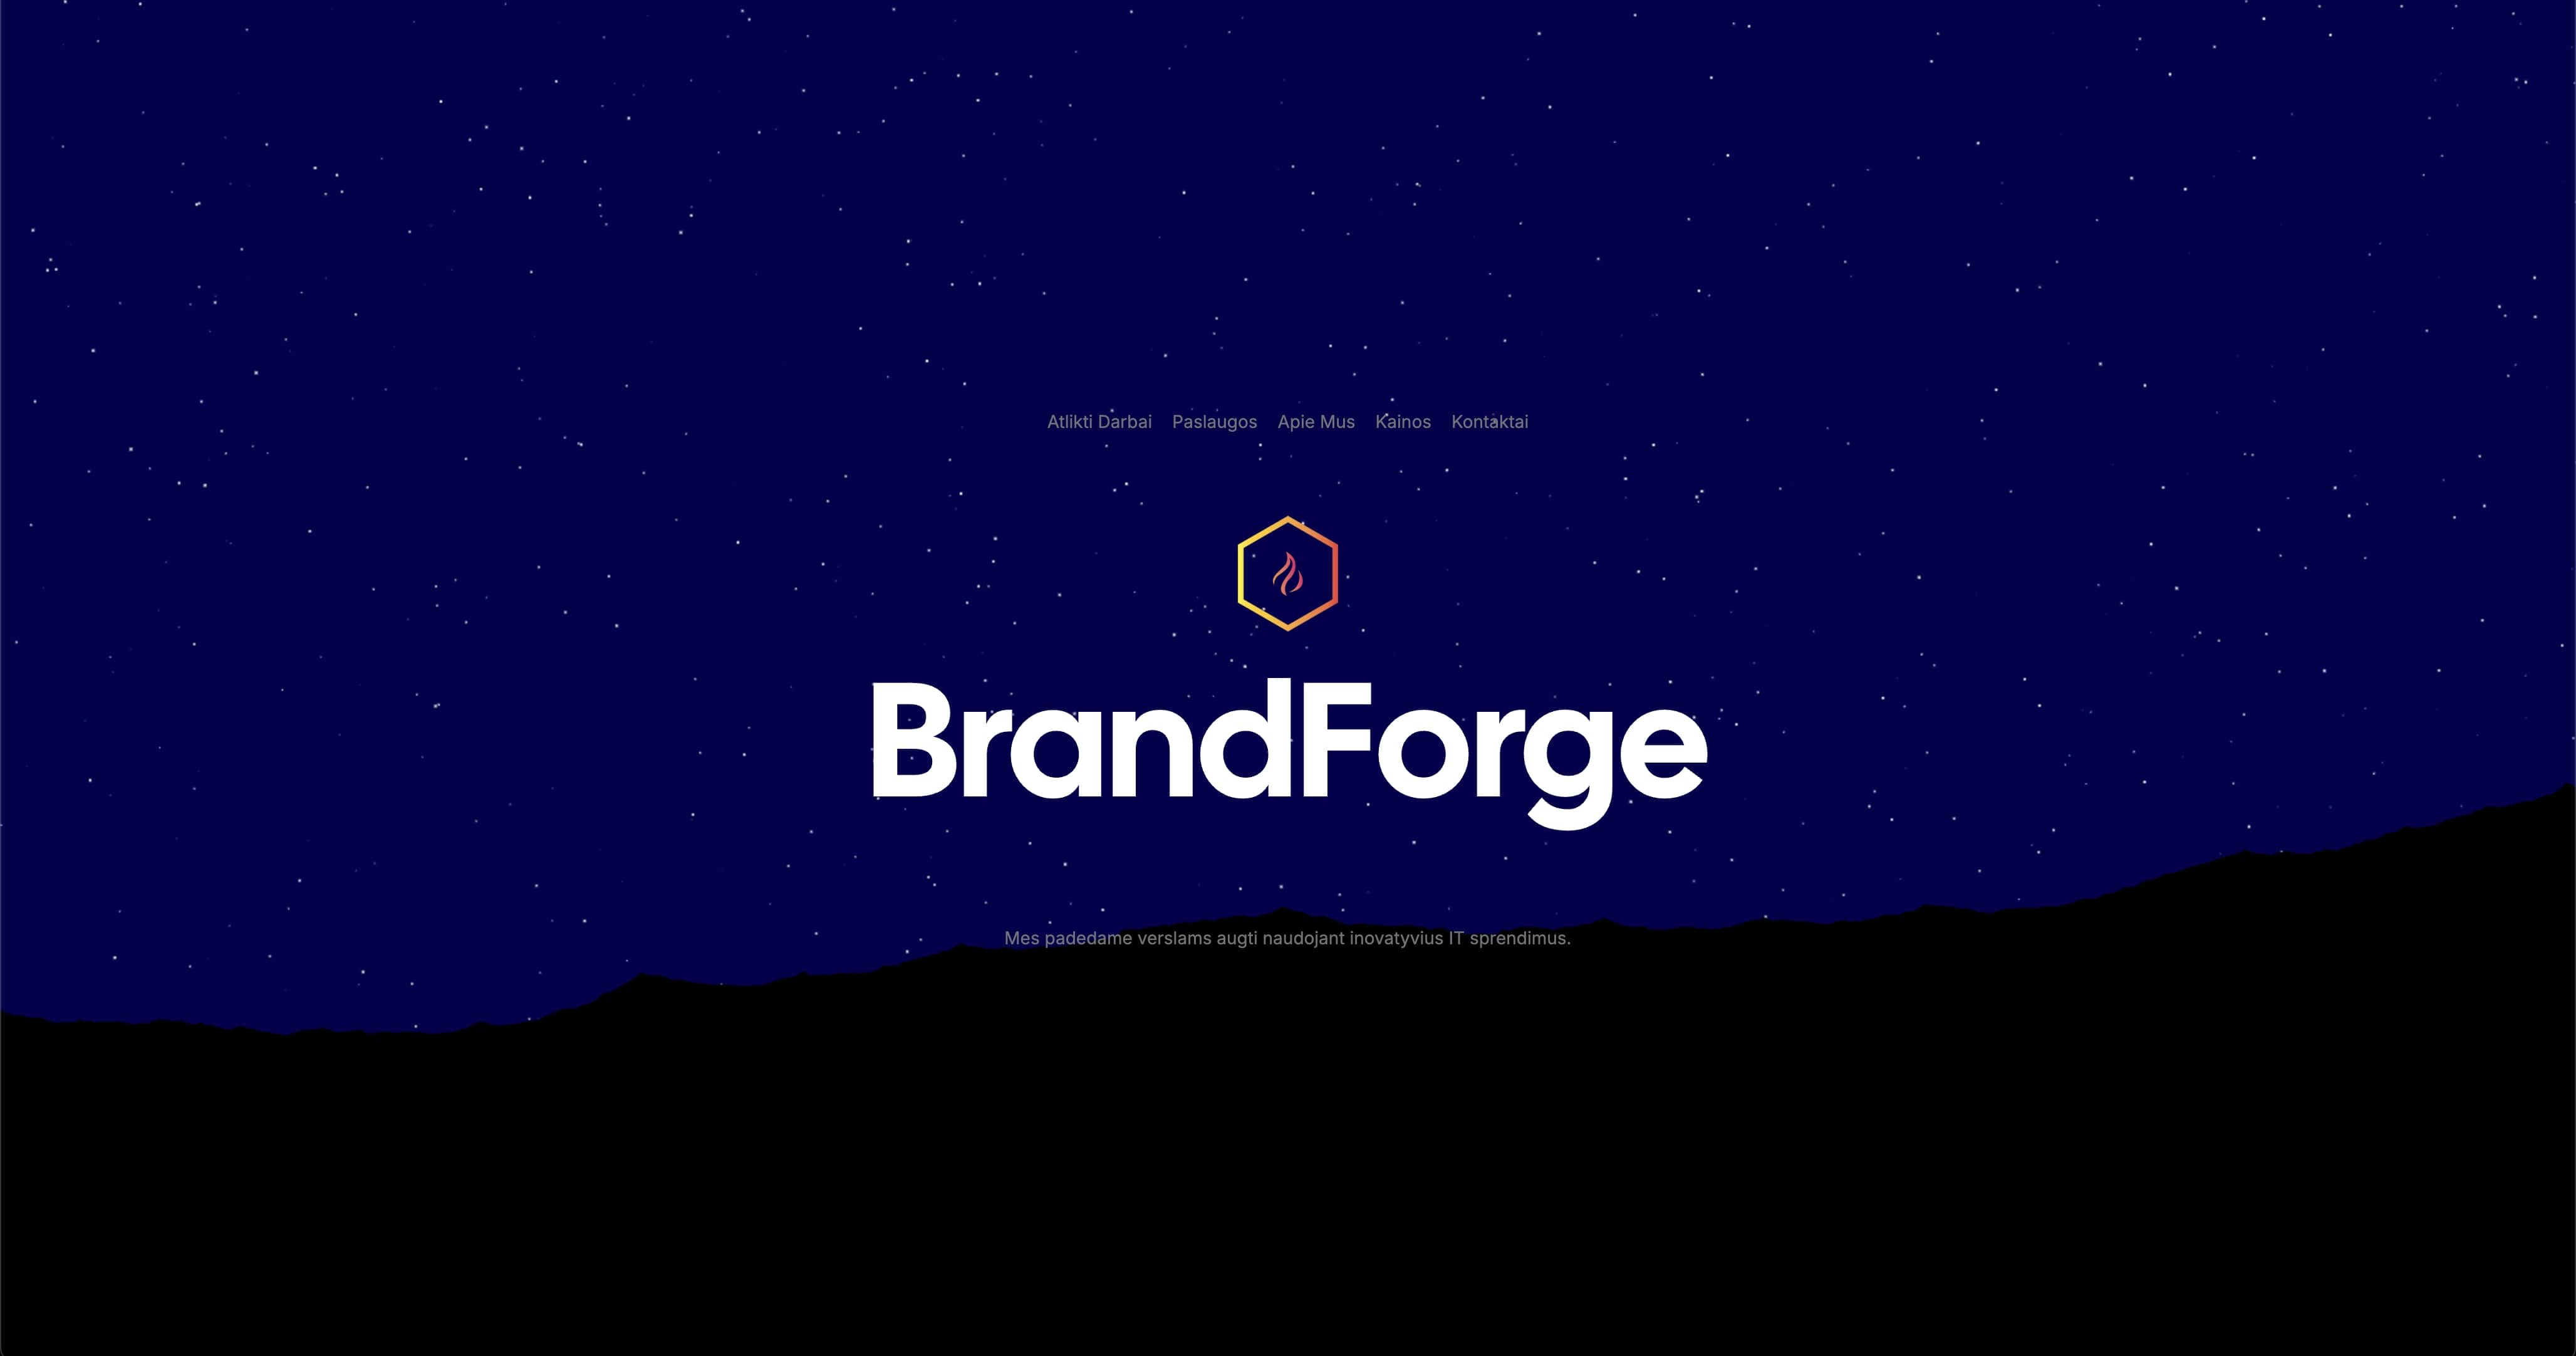 Atlikti Darbai Paslaugos Apie Mus Kainos Kontaktai
BrandForge
Mes padedame verslams augti naudojant inovatyvius IT sprendimus.